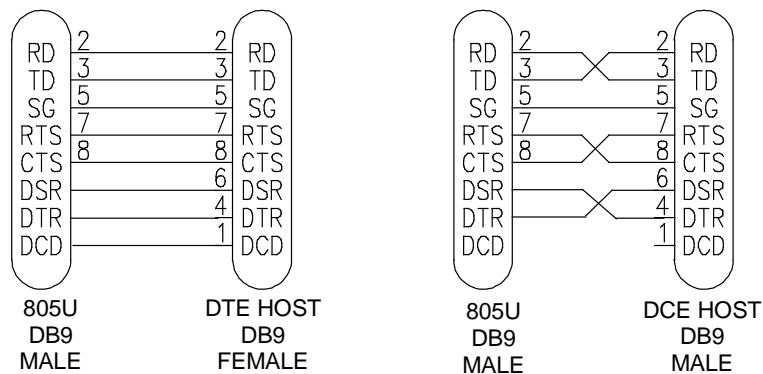 RD 2 2 RD
TD 3 3 TD
SG 5 5 SG
RTS 7 7 RTS
CTS 8 8 CTS
DSR 6 DSR
DTR 4 DTR
DCD 1 DCD
805U
DB9
MALE
DTE HOST
DB9
FEMALE
RD 2 2 RD
TD 3 3 TD
SG 5 5 SG
RTS 7 7 RTS
CTS 8 8 CTS
DSR 6 DSR
DTR 4 DTR
DCD 1 DCD
805U
DB9
MALE
DCE HOST
DB9
MALE